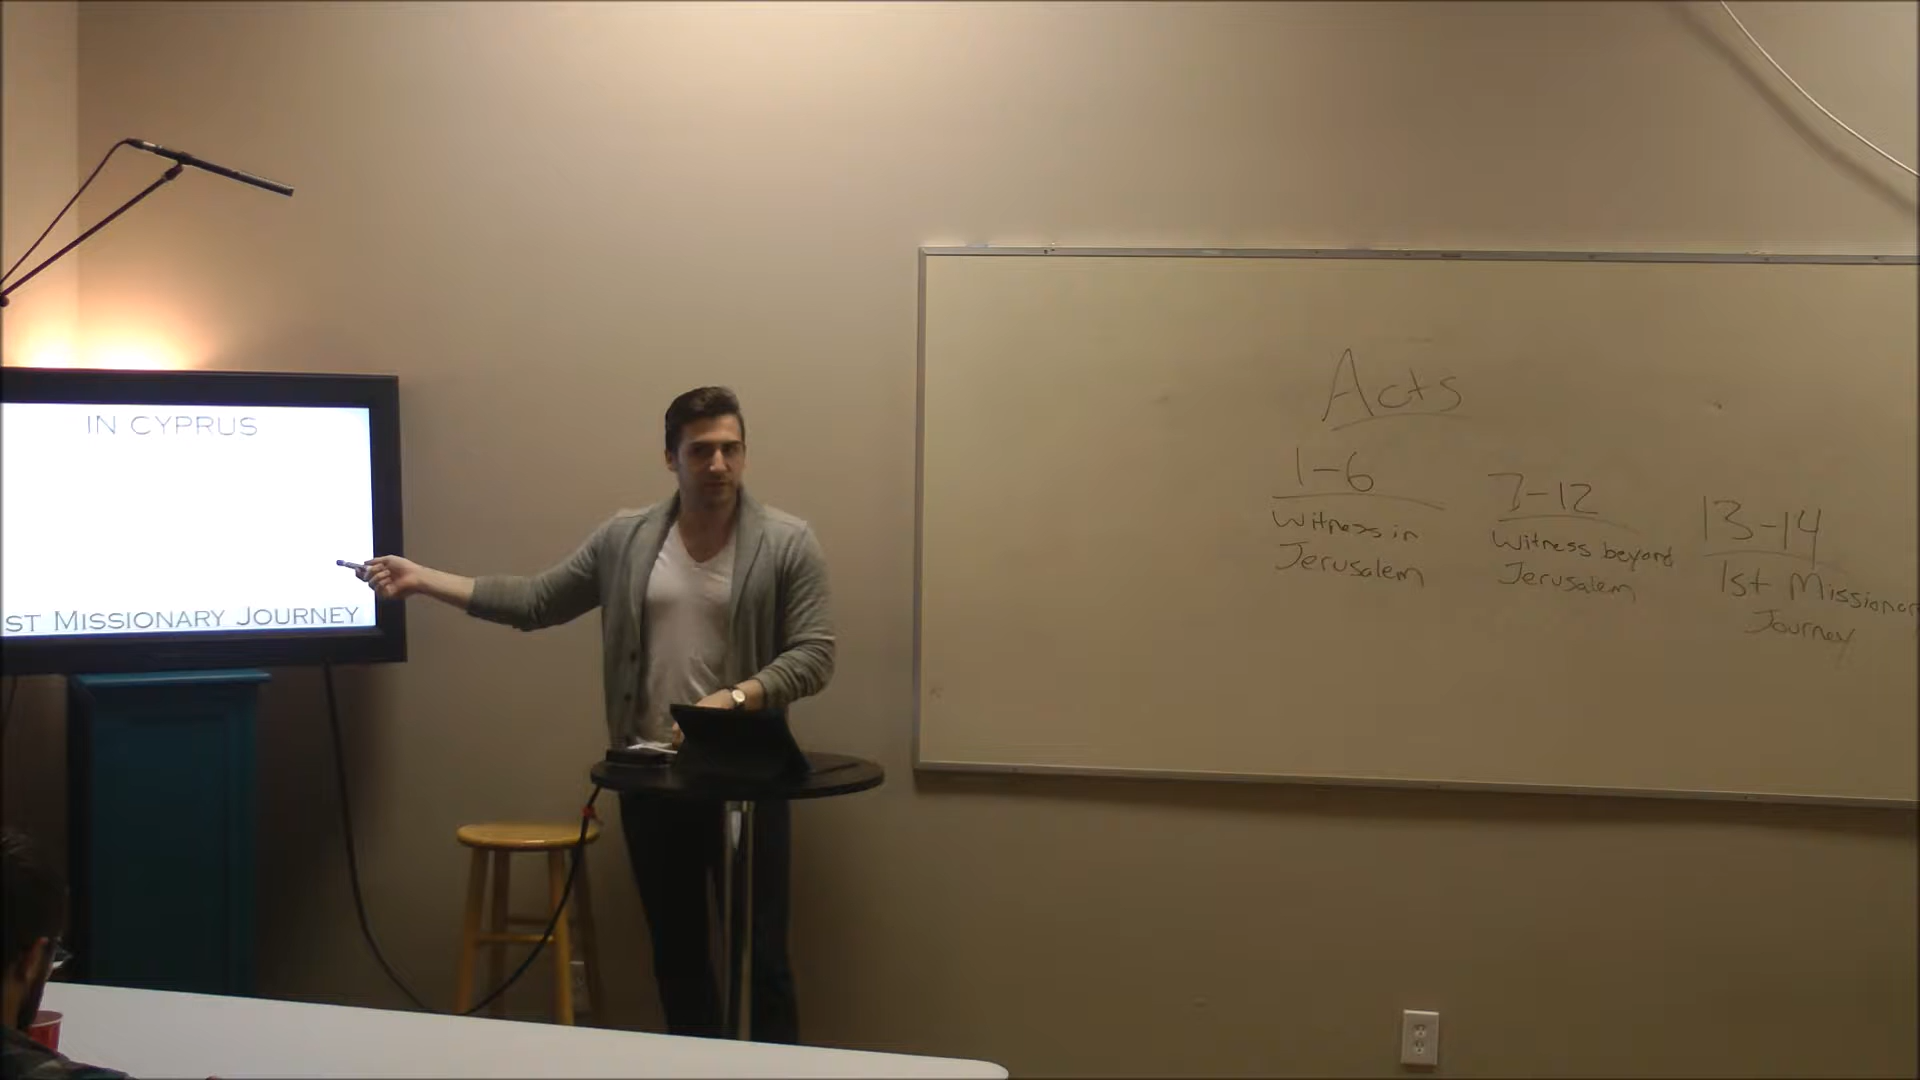 IN CYPRUS
ST MISSIONARY JOURNEY
Acts
1-6
Witness in
Jerusalem
7-12
Witness beyond
Jerusalem
13-14
1st Missionar
Journey